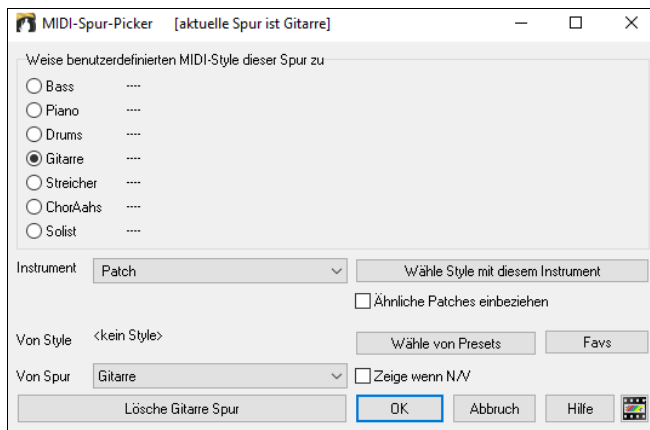 MIDI-Spur-Picker [aktuelle Spur ist Gitarre]
Weise benutzerdefinierten MIDI-Style dieser Spur zu
Bass ----
Piano ----
Drums ----
Gitarre ----
Streicher ----
ChorAahs ----
Solist ----
Instrument Patch Wähle Style mit diesem Instrument
Ähnliche Patches einbeziehen
Von Style <kein Style> Wähle von Presets Favs
Von Spur Gitarre Zeige wenn N/V
Lösche Gitarre Spur OK Abbruch Hilfe